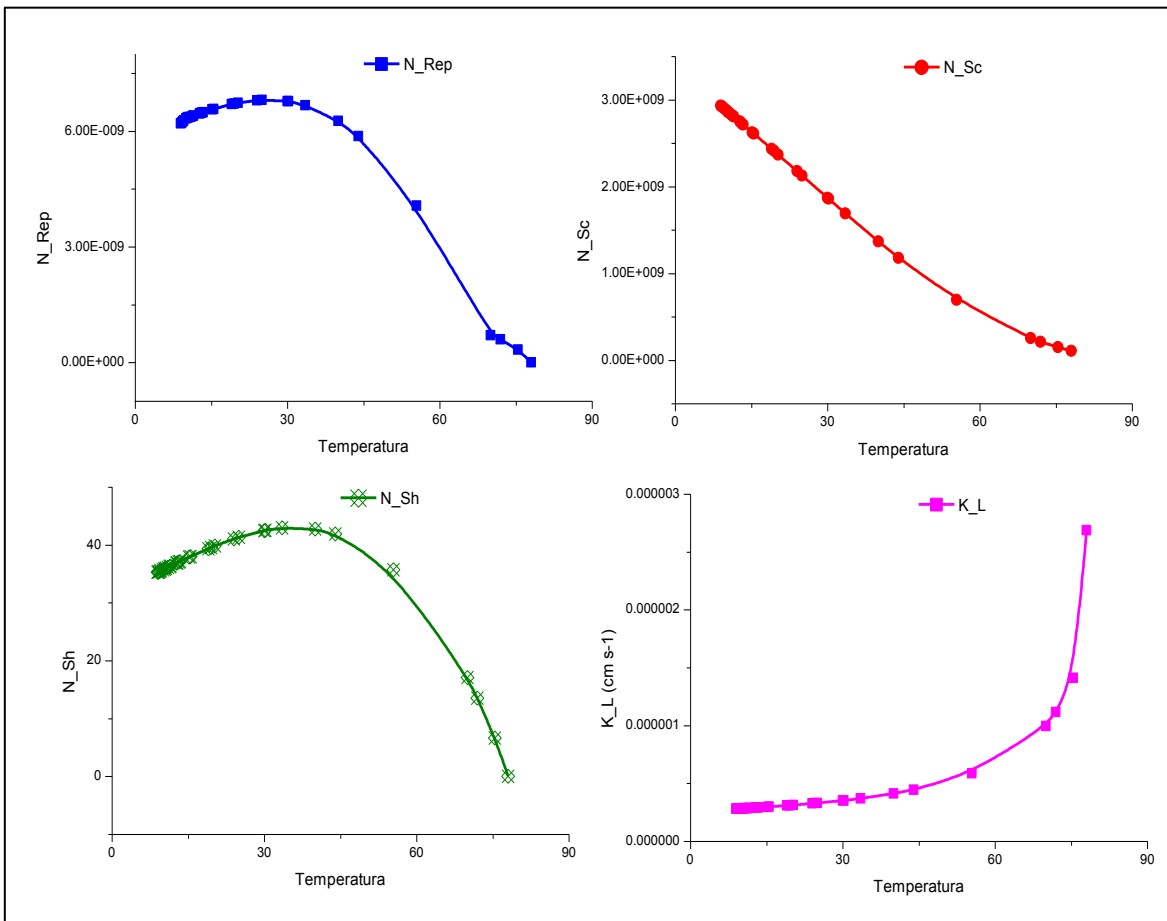 N_Rep
6.00E-009
3.00E-009
0.00E+000
N_Rep
0
30
60
90
Temperatura
N_Sc
3.00E+009
2.00E+009
1.00E+009
0.00E+000
N_Sc
0
30
60
90
Temperatura
N_Sh
40
20
0
N_Sh
0
30
60
90
Temperatura
K_L
0.000003
0.000002
0.000001
0.000000
K_L (cm s-1)
0
30
60
90
Temperatura